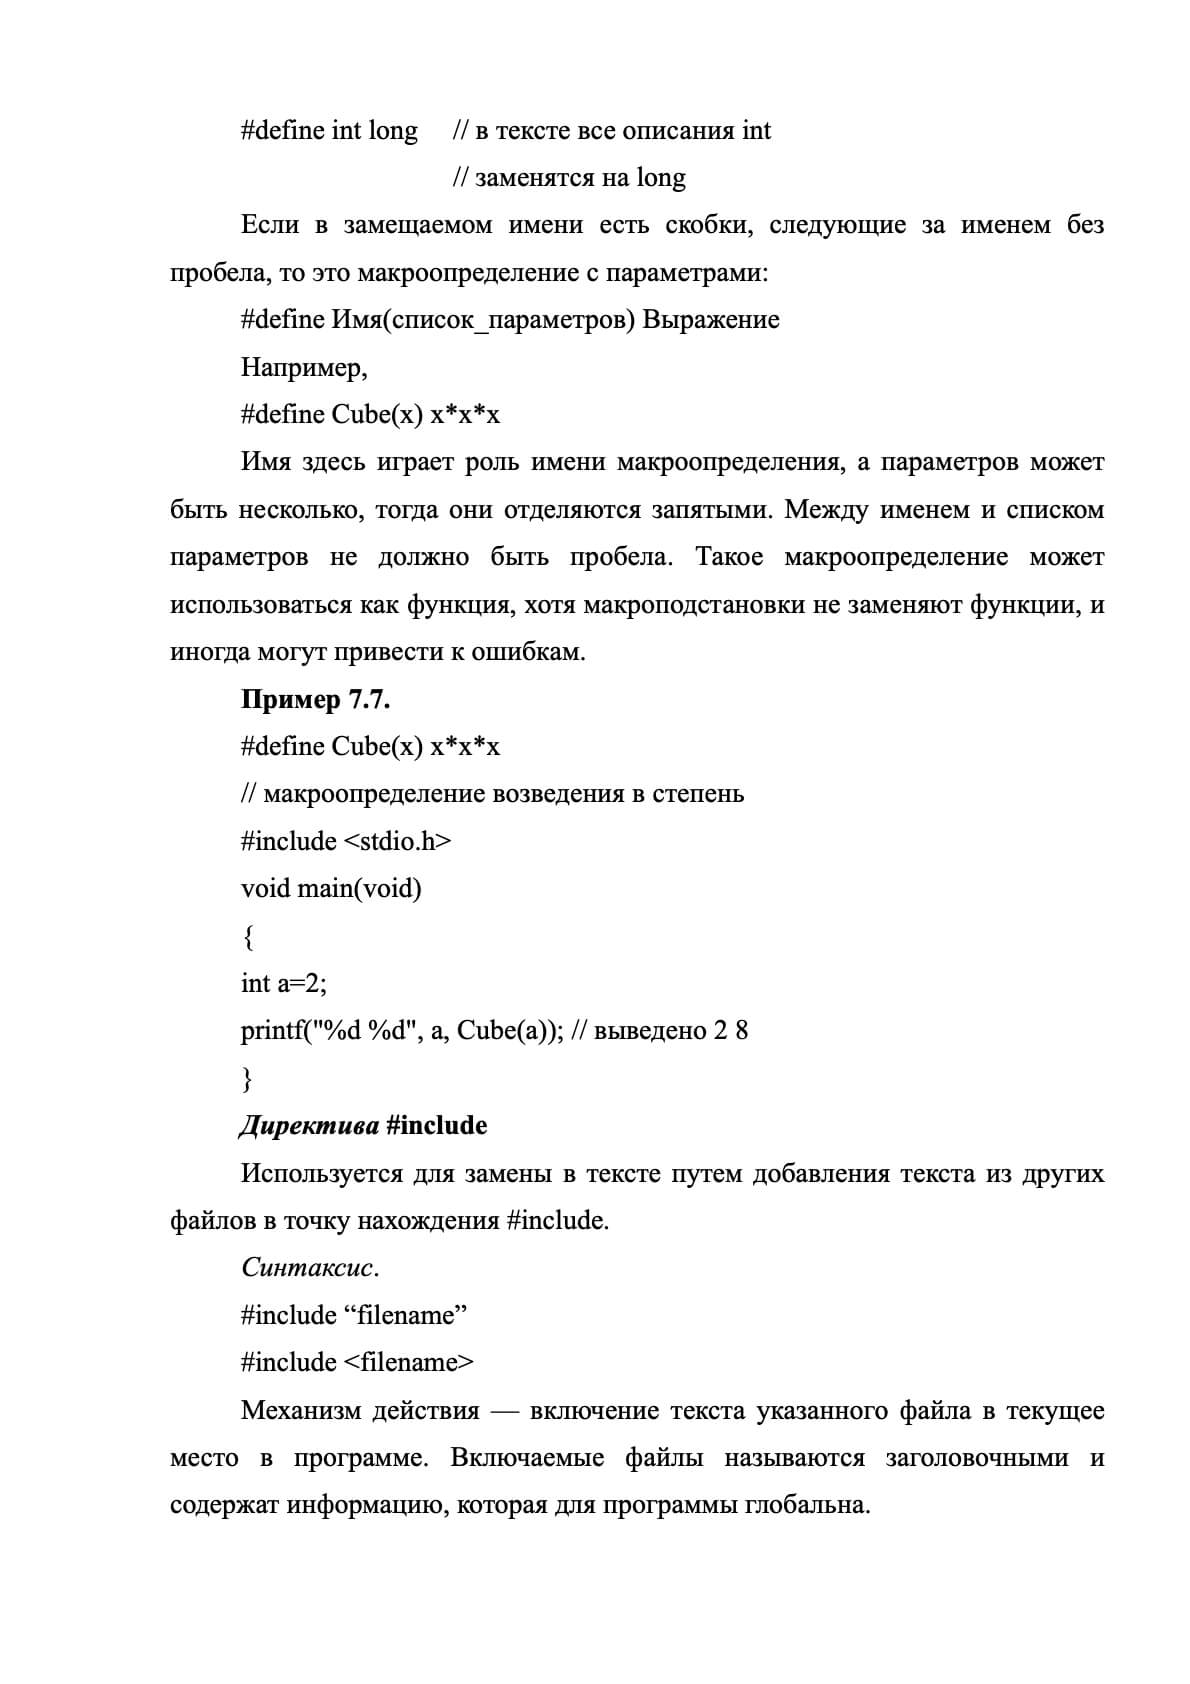 #define int long // в тексте все описания int
// заменятся на long
Если в замещаемом имени есть скобки, следующие за именем без
пробела, то это макроопределение с параметрами:
#define Имя(список_параметров) Выражение
Например,
#define Cube(x) x*x*x
Имя здесь играет роль имени макроопределения, а параметров может
быть несколько, тогда они отделяются запятыми. Между именем и списком
параметров не должно быть пробела. Такое макроопределение может
использоваться как функция, хотя макроподстановки не заменяют функции, и
иногда могут привести к ошибкам.
Пример 7.7.
#define Cube(x) x*x*x
// макроопределение возведения в степень
#include <stdio.h>
void main(void)
{
int a=2;
printf("%d %d", a, Cube(a)); // выведено 2 8
}
Директива #include
Используется для замены в тексте путем добавления текста из других
файлов в точку нахождения #include.
Синтаксис.
#include “filename”
#include <filename>
Механизм действия — включение текста указанного файла в текущее
место в программе. Включаемые файлы называются заголовочными и
содержат информацию, которая для программы глобальна.